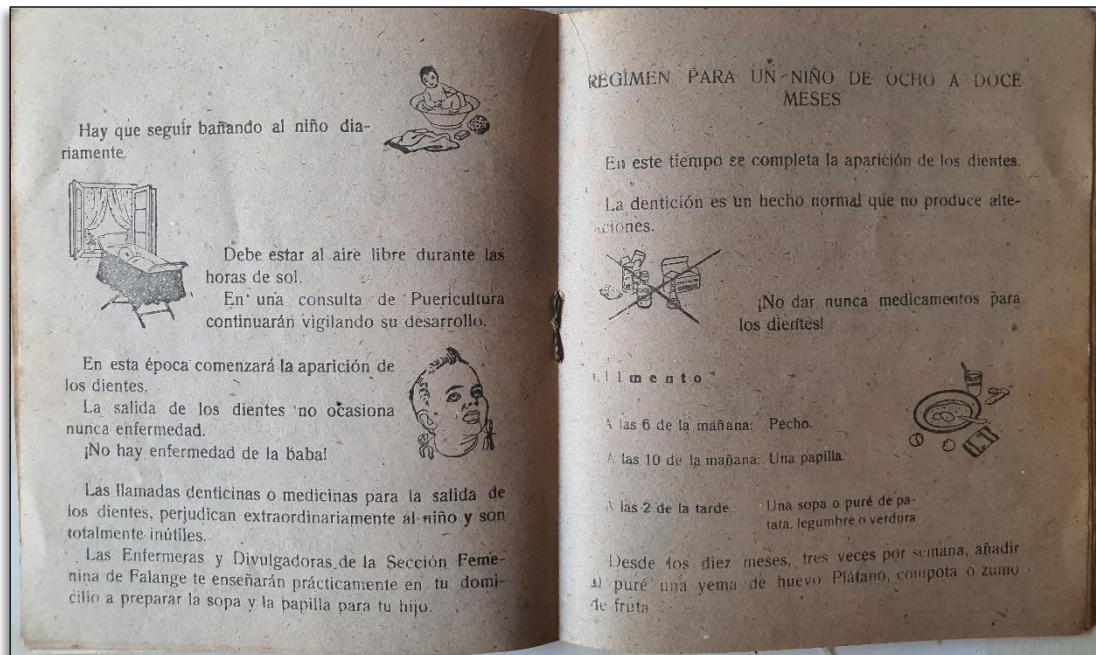 Hay que seguir bañando al niño dia-
riamente.
Debe estar al aire libre durante las
horas de sol.
En una consulta de Puericultura
continuarán vigilando su desarrollo.
En esta época comenzará la aparición de
los dientes.
La salida de los dientes no ocasiona
nunca enfermedad.
¡No hay enfermedad de la baba!
Las llamadas denticinas o medicinas para la salida de
los dientes, perjudican extraordinariamente al niño y son
totalmente inútiles.
Las Enfermeras y Divulgadoras de la Sección Feme-
nina de Falange te enseñarán prácticamente en tu domi-
cilio a preparar la sopa y la papilla para tu hijo.
REGIMEN PARA UN NIÑO DE OCHO A DOCE
MESES
En este tiempo se completa la aparición de los dientes.
La dentición es un hecho normal que no produce alte-
aciones.
¡No dar nunca medicamentos para
los dientes!
limento
A las 6 de la mañana: Pecho.
A las 10 de la mañana: Una papilla.
A las 2 de la tarde: Una sopa o puré de pa-
tata, legumbre o verdura
Desde los diez meses, tres veces por semana, añadir
al puré una yema de huevo Plátano, compota o zumo
de fruta